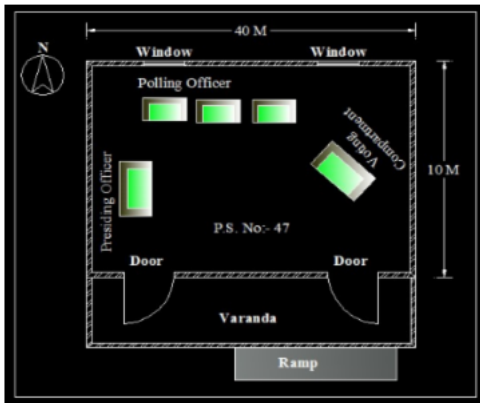 40 M
N
Window
Window
Polling Officer
Voting
Compartment
Presiding Officer
10 M
P.S. No:- 47
Door
Door
Varanda
Ramp